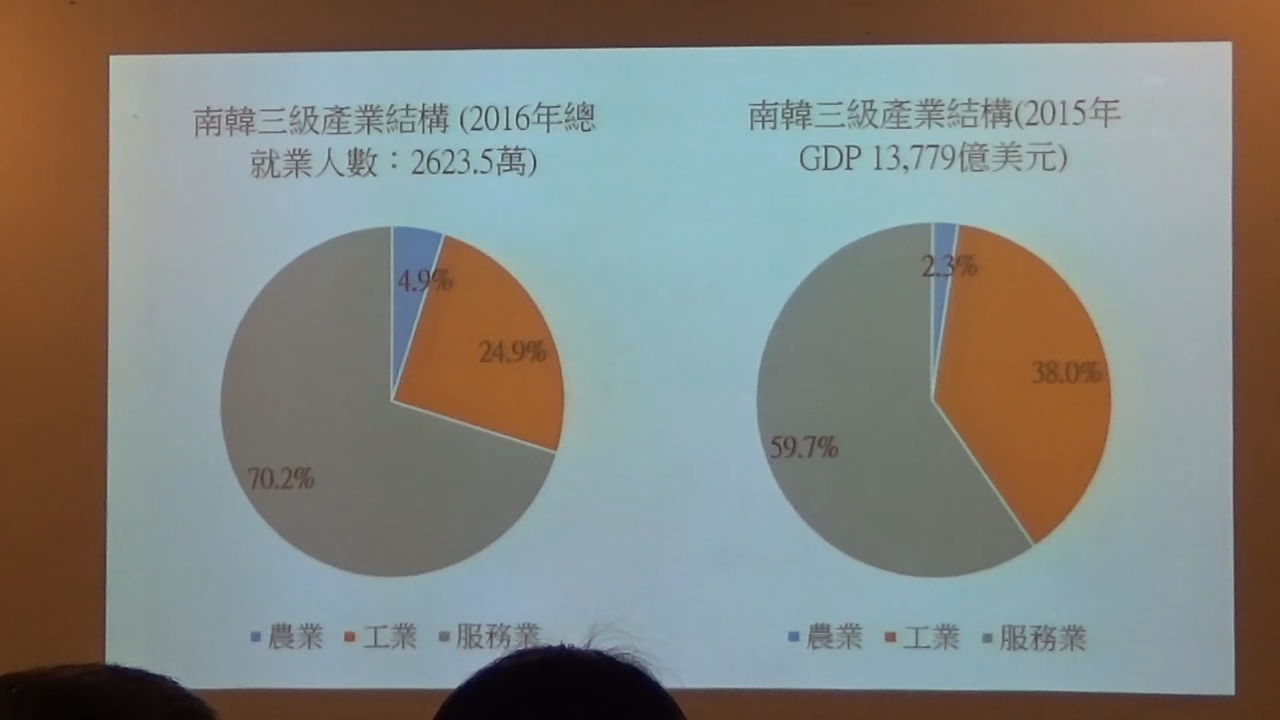 南韓三級產業結構 (2016年總
就業人數：2623.5萬)
4.9%
24.9%
70.2%
農業 工業 服務業
南韓三級產業結構(2015年
GDP 13,779億美元)
2.3%
38.0%
59.7%
農業 工業 服務業